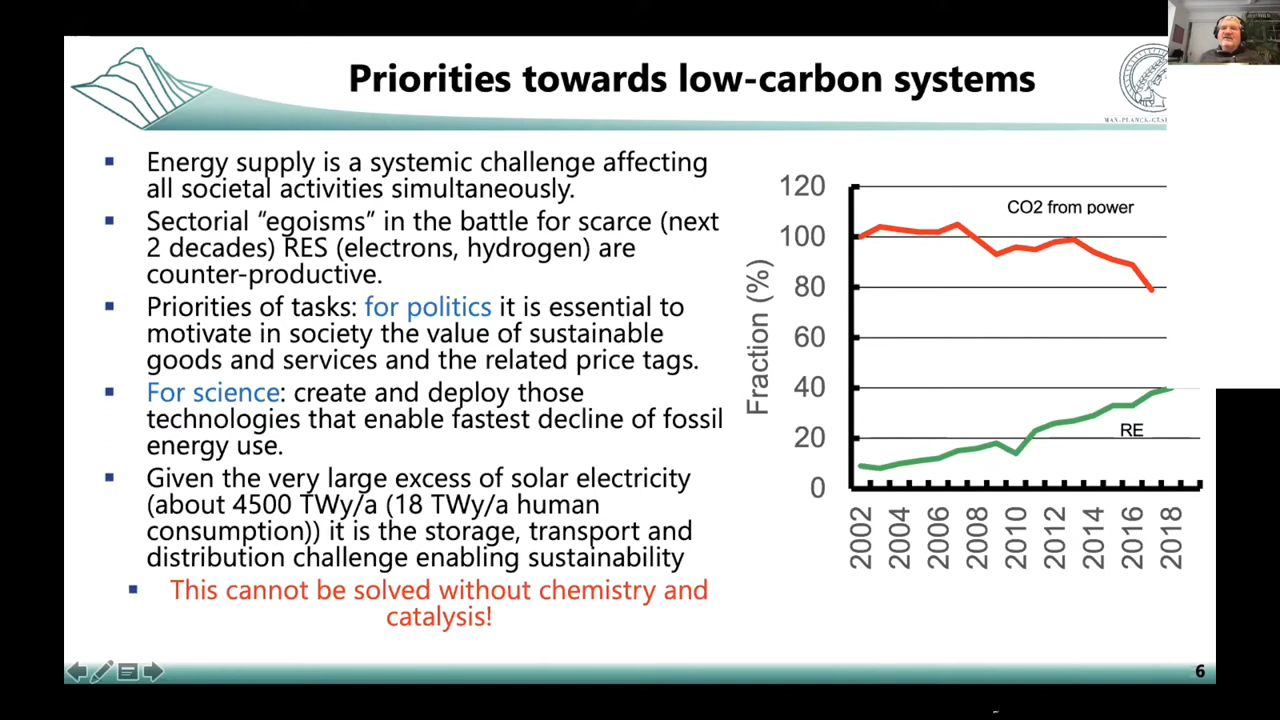 Priorities towards low-carbon systems
MAX-PLANCK-GESE
Energy supply is a systemic challenge affecting
all societal activities simultaneously.
Sectorial “egoisms” in the battle for scarce (next
2 decades) RES (electrons, hydrogen) are
counter-productive.
Priorities of tasks: for politics it is essential to
motivate in society the value of sustainable
goods and services and the related price tags.
For science: create and deploy those
technologies that enable fastest decline of fossil
energy use.
Given the very large excess of solar electricity
(about 4500 TWy/a (18 TWy/a human
consumption)) it is the storage, transport and
distribution challenge enabling sustainability
This cannot be solved without chemistry and
catalysis!
Fraction (%)
120
100
80
60
40
20
0
CO2 from power
RE
2002
2004
2006
2008
2010
2012
2014
2016
2018
6